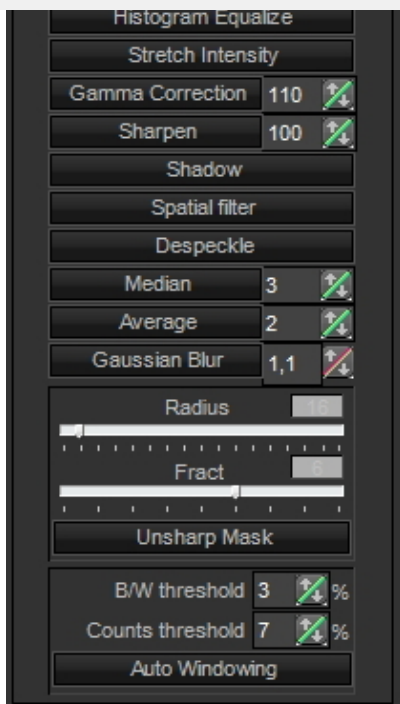 Histogram Equalize
Stretch Intensity
Gamma Correction 110
Sharpen 100
Shadow
Spatial filter
Despeckle
Median 3
Average 2
Gaussian Blur 1,1
Radius 16
Fract 6
Unsharp Mask
B/W threshold 3 %
Counts threshold 7 %
Auto Windowing